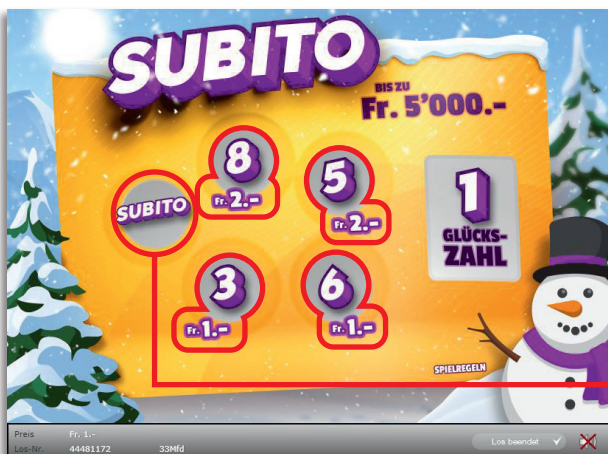 SUBITO
BIS ZU
Fr. 5’000.-
8
Fr. 2.-
5
Fr. 2.-
SUBITO
1
GLÜCKS-
ZAHL
3
Fr. 1.-
6
Fr. 1.-
SPIELREGELN
Preis Fr. 1.-
Los-Nr. 44481172 33Mfd
Los beendet